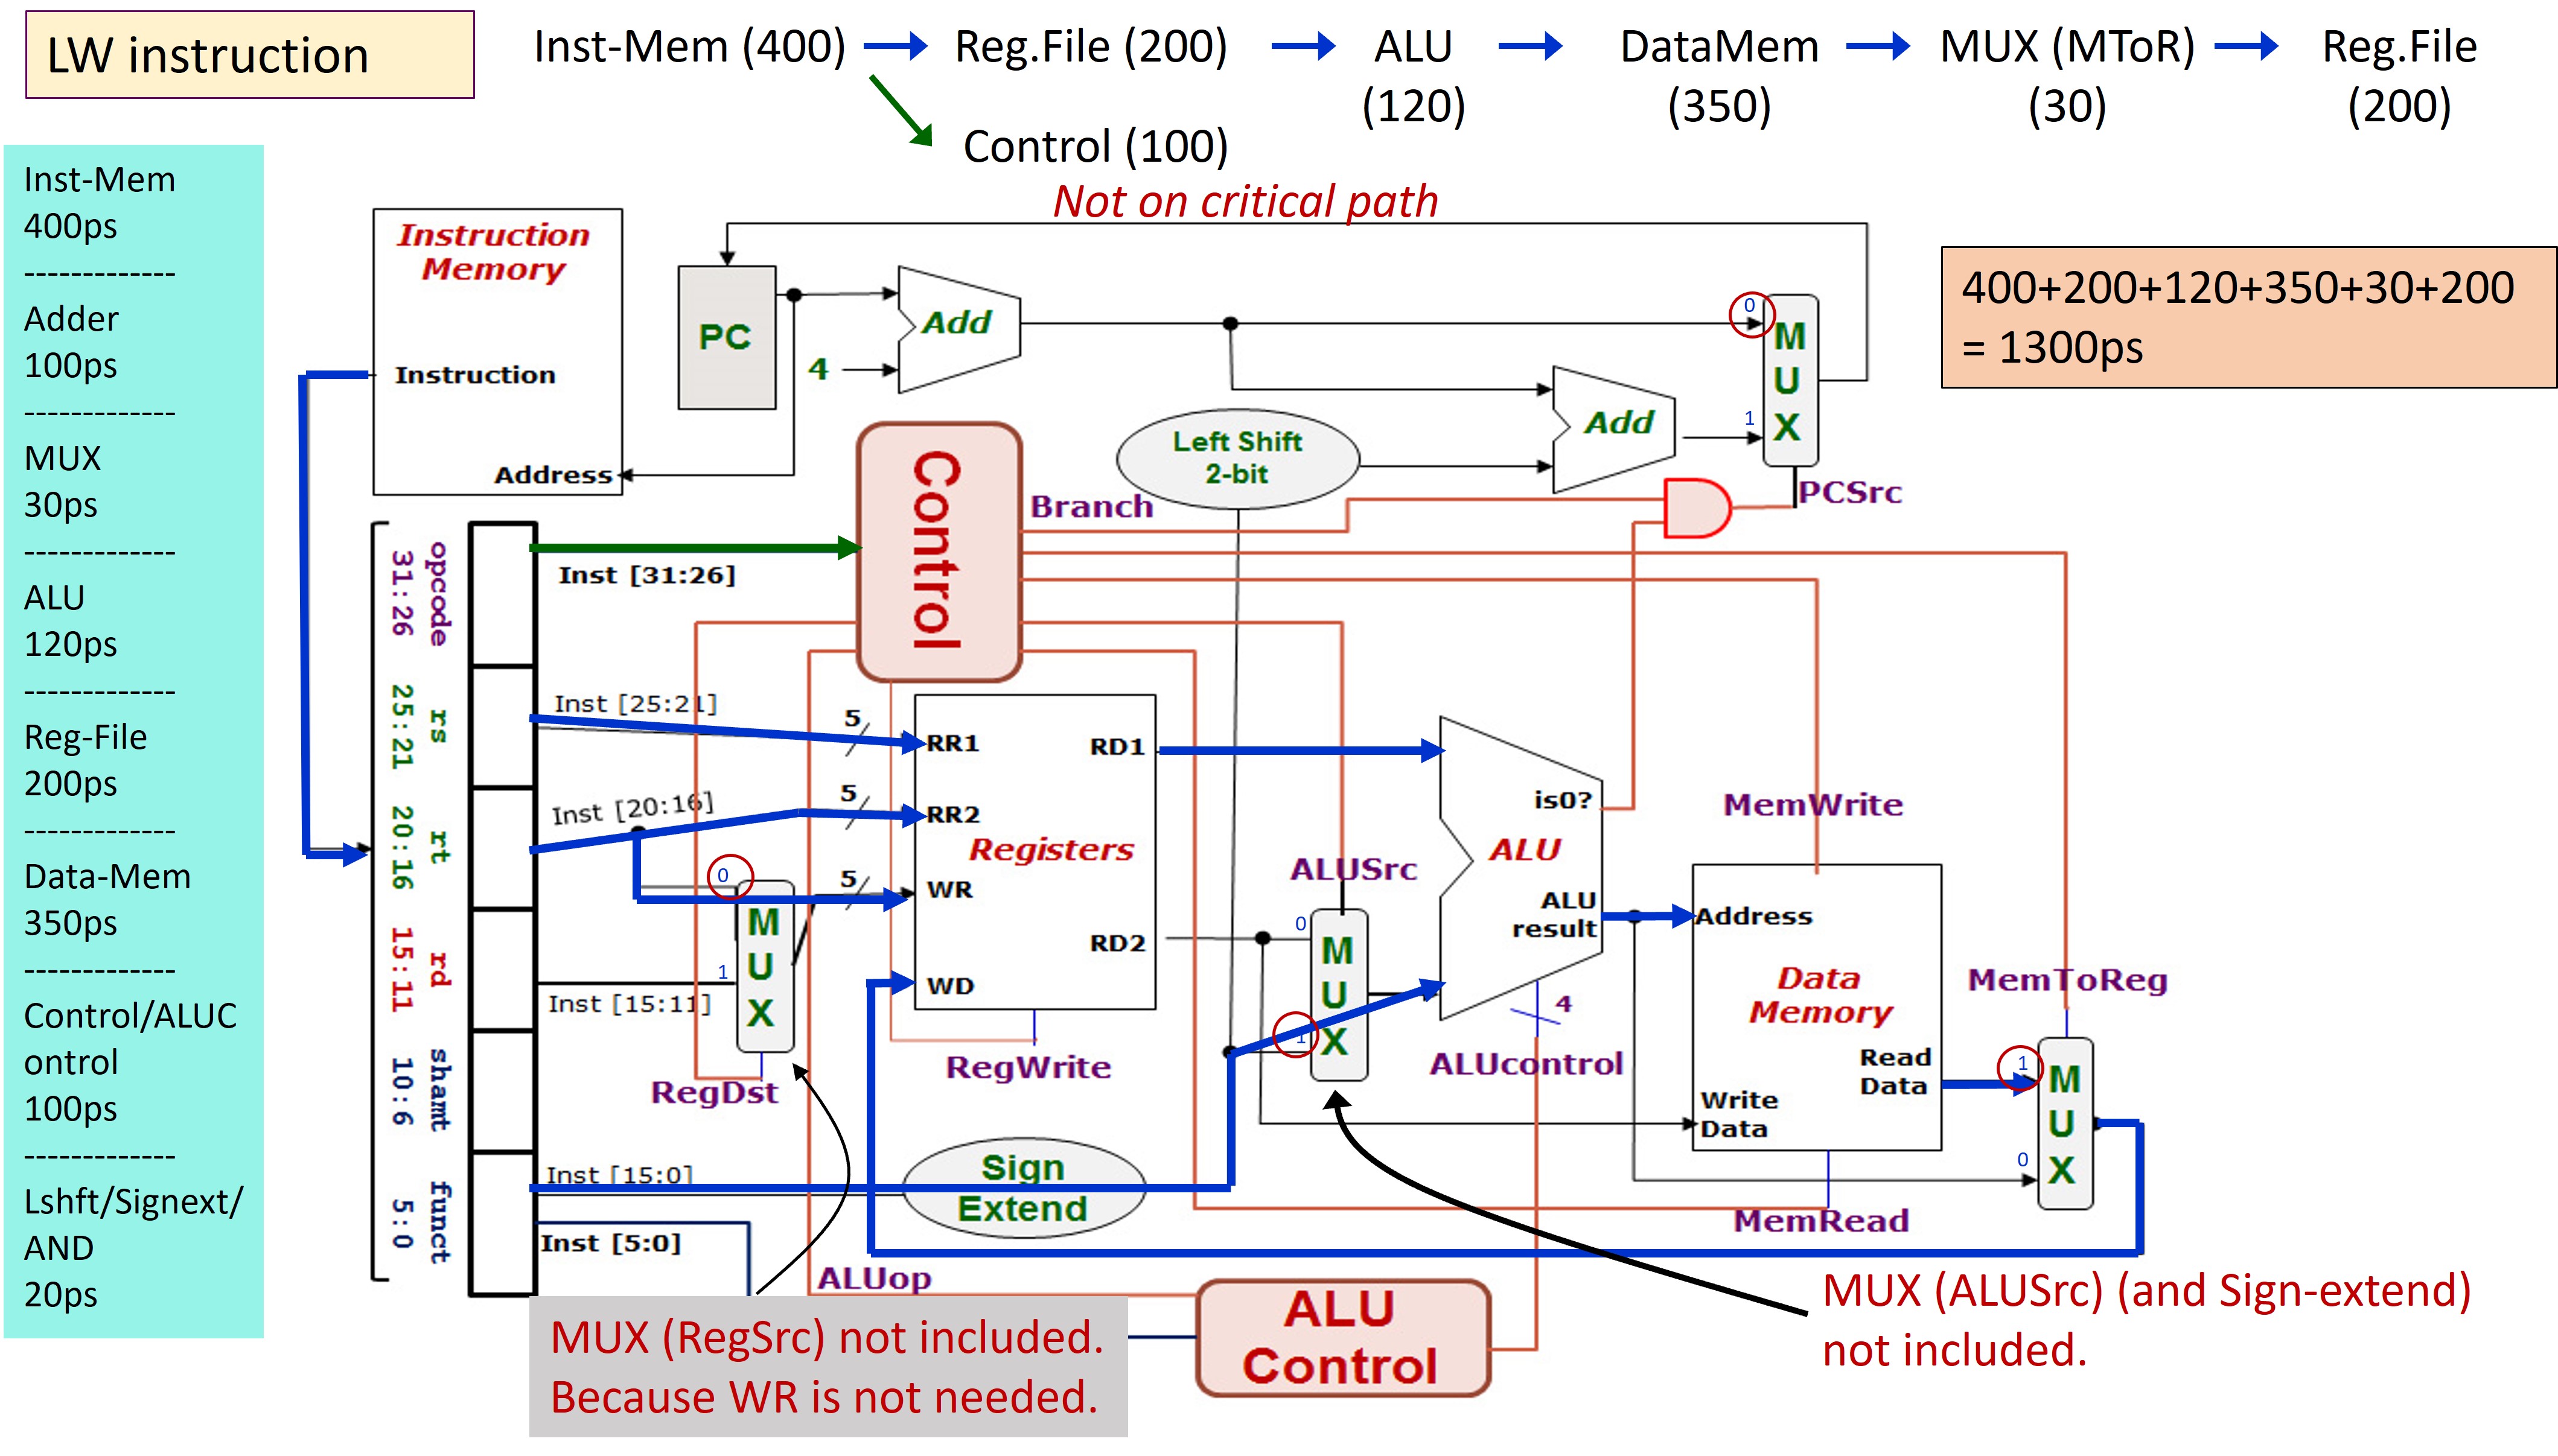 LW instruction
Inst-Mem (400)
Reg.File (200)
ALU
(120)
DataMem
(350)
MUX (MToR)
(30)
Reg.File
(200)
Control (100)
Not on critical path
400+200+120+350+30+200
= 1300ps
Inst-Mem
400ps
-------------
Adder
100ps
-------------
MUX
30ps
-------------
ALU
120ps
-------------
Reg-File
200ps
-------------
Data-Mem
350ps
-------------
Control/ALUC
ontrol
100ps
-------------
Lshft/Signext/
AND
20ps
Instruction
Memory
Instruction
Address
PC
4
Add
Left Shift
2-bit
Add
0
1
M
U
X
PCSrc
Control
Branch
opcode
31:26
rs
25:21
rt
20:16
rd
15:11
shamt
10:6
funct
5:0
Inst [31:26]
Inst [25:21]
Inst [20:16]
Inst [15:11]
Inst [15:0]
Inst [5:0]
5
5
5
0
1
M
U
X
RegDst
RR1
RR2
WR
WD
RD1
RD2
Registers
RegWrite
Sign
Extend
ALUSrc
0
1
M
U
X
is0?
ALU
ALU
result
4
ALUcontrol
MemWrite
Address
Data
Memory
Read
Data
Write
Data
MemRead
MemToReg
1
0
M
U
X
ALUop
ALU
Control
MUX (RegSrc) not included.
Because WR is not needed.
MUX (ALUSrc) (and Sign-extend)
not included.